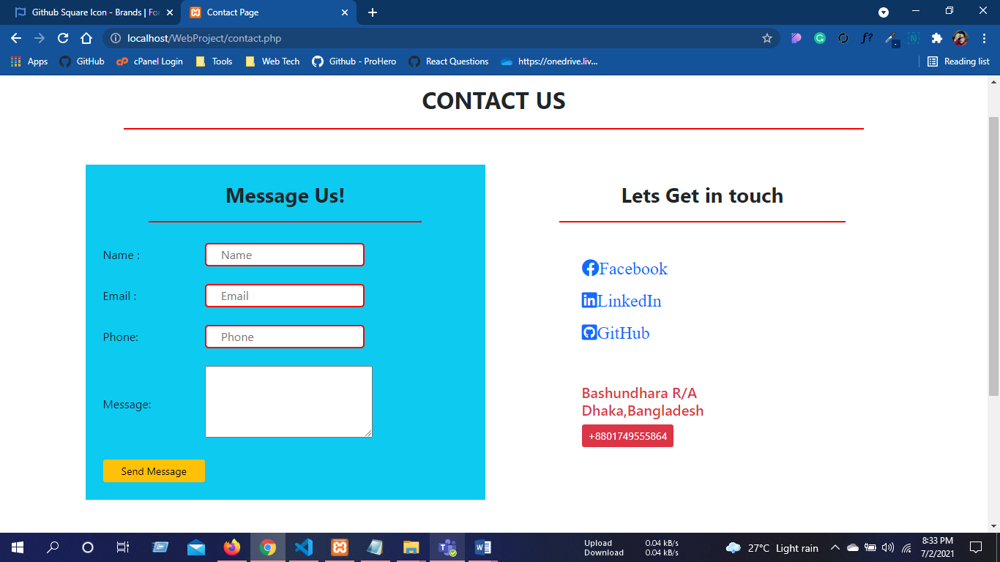 Github Square Icon - Brands | For
Contact Page
localhost/WebProject/contact.php
Apps GitHub cPanel Login Tools Web Tech Github - ProHero React Questions https://onedrive.liv... Reading list
CONTACT US
Message Us!
Name : Name
Email : Email
Phone: Phone
Message:
Send Message
Lets Get in touch
Facebook
LinkedIn
GitHub
Bashundhara R/A
Dhaka,Bangladesh
+8801749555864
Upload 0.04 kB/s
Download 0.04 kB/s
27°C Light rain
8:33 PM
7/2/2021